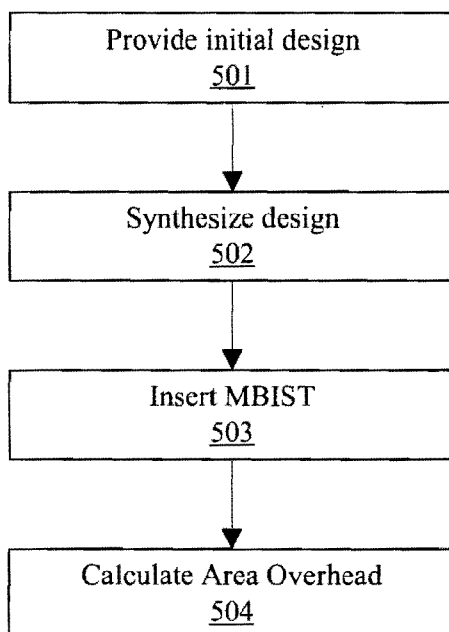 Provide initial design
501
Synthesize design
502
Insert MBIST
503
Calculate Area Overhead
504